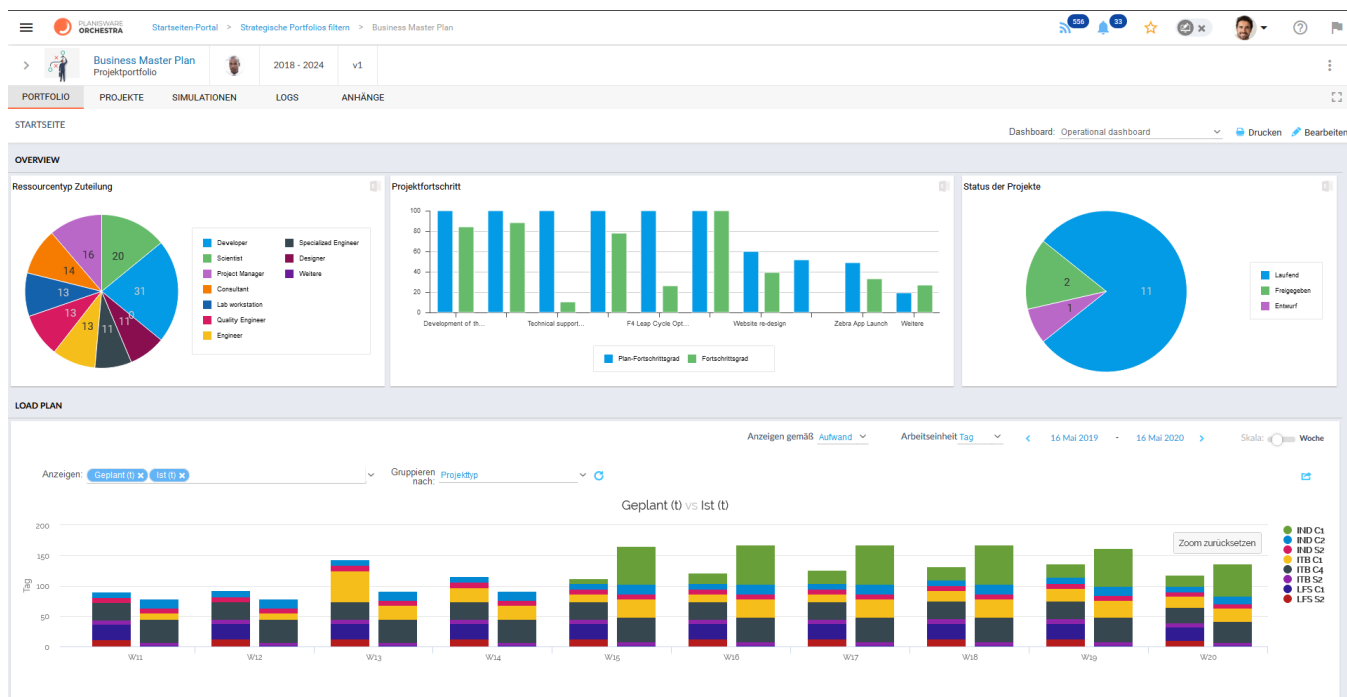 PLANISWARE
ORCHESTRA
Startseiten-Portal > Strategische Portfolios filtern > Business Master Plan
556
33
Business Master Plan
Projektportfolio
2018 - 2024
v1
PORTFOLIO PROJEKTE SIMULATIONEN LOGS ANHÄNGE
STARTSEITE
Dashboard: Operational dashboard Drucken Bearbeiten
OVERVIEW
Ressourcentyp Zuteilung
20
31
0
11
11
13
13
13
14
16
Developer
Scientist
Project Manager
Consultant
Lab workstation
Quality Engineer
Engineer
Specialized Engineer
Designer
Weitere
Projektfortschritt
100
80
60
40
20
0
Development of th... Technical support... F4 Leap Cycle Opt... Website re-design Zebra App Launch Weitere
Plan-Fortschrittsgrad Fortschrittsgrad
Status der Projekte
2
11
1
Laufend
Freigegeben
Entwurf
LOAD PLAN
Anzeigen gemäß Aufwand Arbeitseinheit Tag < 16 Mai 2019 - 16 Mai 2020 > Skala: Woche
Anzeigen: Geplant (t) x Ist (t) x
Gruppieren nach: Projekttyp
Geplant (t) vs Ist (t)
Zoom zurücksetzen
200
150
100
50
0
Tag
W11 W12 W13 W14 W15 W16 W17 W18 W19 W20
IND C1
IND C2
IND S2
ITB C1
ITB C4
ITB S2
LFS C1
LFS S2